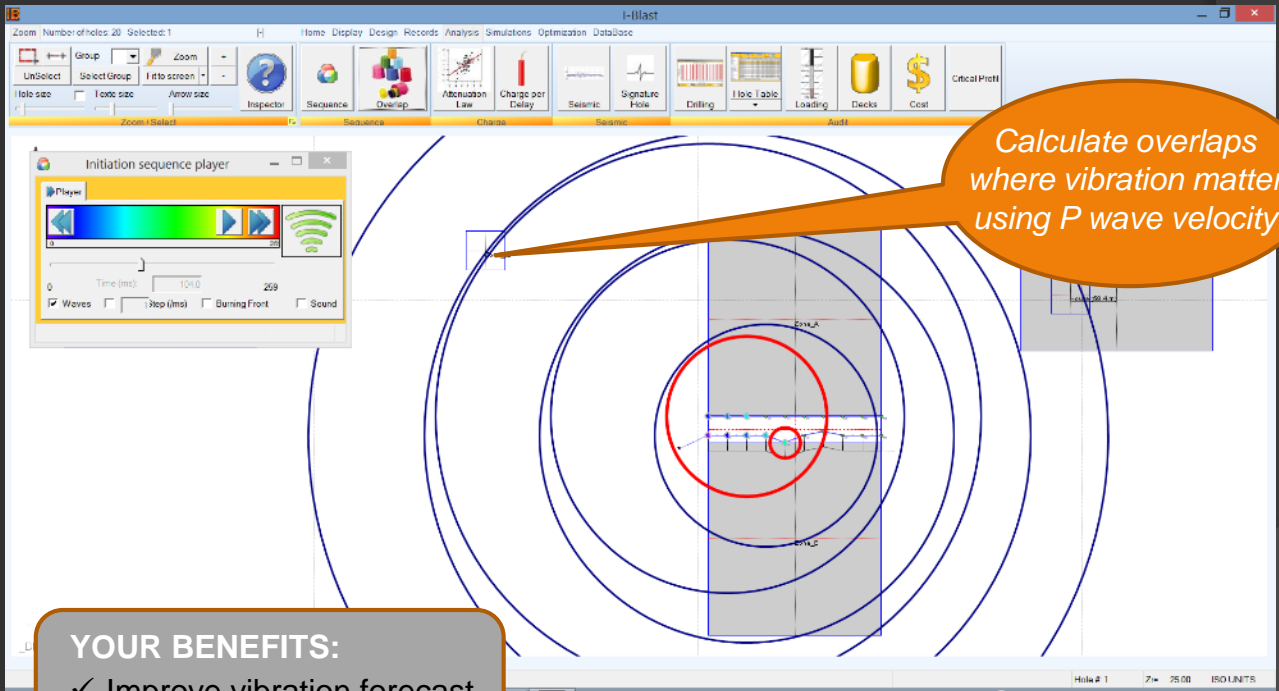 I-Blast
Zoom Number of holes: 20 Selected: 1
Home Display Design Records Analysis Simulations Optimization DataBase
Group Zoom + 
UnSelect Select Group Fit to screen -
Hole size Texte size Arrow size
Inspector
Zoom / Select
Sequence Overlap
Sequence
Attenuation Law
Charge per Delay
Charge
Seismic
Signature Hole
Seismic
Drilling
Hole Table
Loading
Decks
Cost
Critical Profil
Audit
Calculate overlaps
where vibration matter
using P wave velocity
Initiation sequence player
Player
0
0 Time (ms): 104.0 259
Waves Step (/ms) Burning Front Sound
Zone_A
YOUR BENEFITS:
✓ Improve vibration forecast
Hole #: 1 Z= 25.00 ISO UNITS